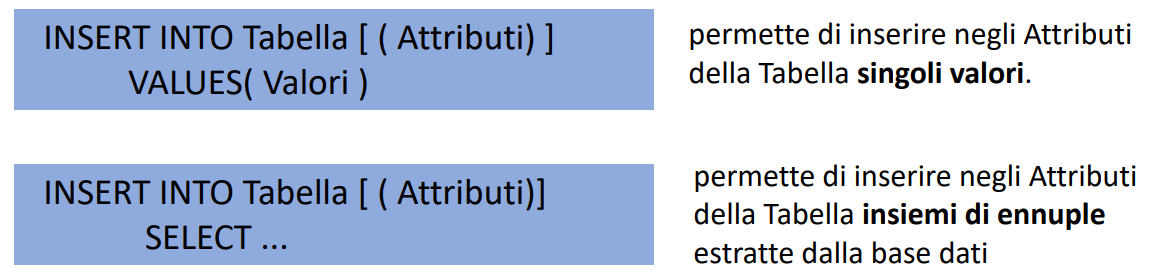 INSERT INTO Tabella [ ( Attributi) ]
VALUES( Valori )
permette di inserire negli Attributi
della Tabella singoli valori.
INSERT INTO Tabella [ ( Attributi)]
SELECT ...
permette di inserire negli Attributi
della Tabella insiemi di ennuple
estratte dalla base dati